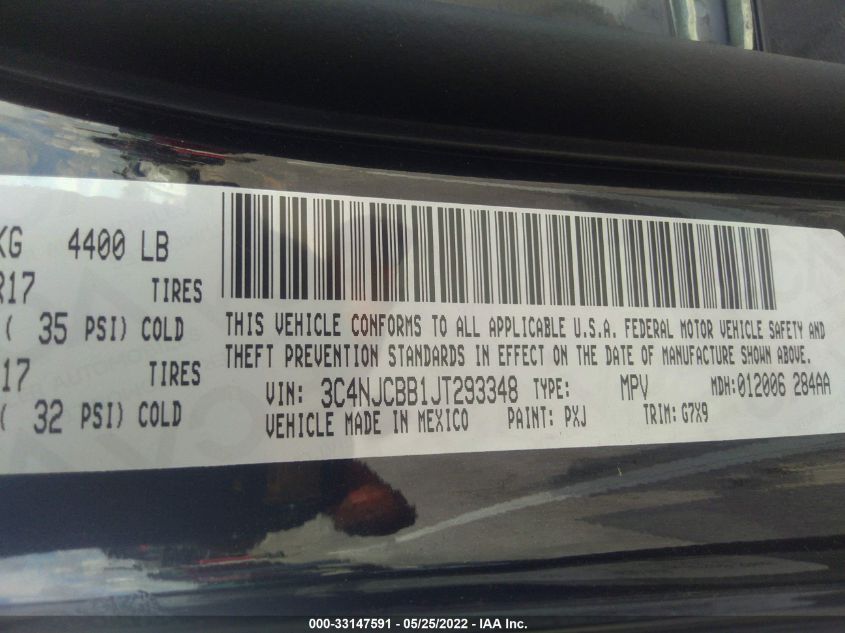 KG 4400 LB
R17 TIRES
( 35 PSI) COLD
17 TIRES
( 32 PSI) COLD
THIS VEHICLE CONFORMS TO ALL APPLICABLE U.S.A. FEDERAL MOTOR VEHICLE SAFETY AND
THEFT PREVENTION STANDARDS IN EFFECT ON THE DATE OF MANUFACTURE SHOWN ABOVE.
VIN: 3C4NJCBB1JT293348 TYPE: MPV MDH:012006 284AA
VEHICLE MADE IN MEXICO PAINT: PXJ TRIM: G7X9
000-33147591 - 05/25/2022 - IAA Inc.